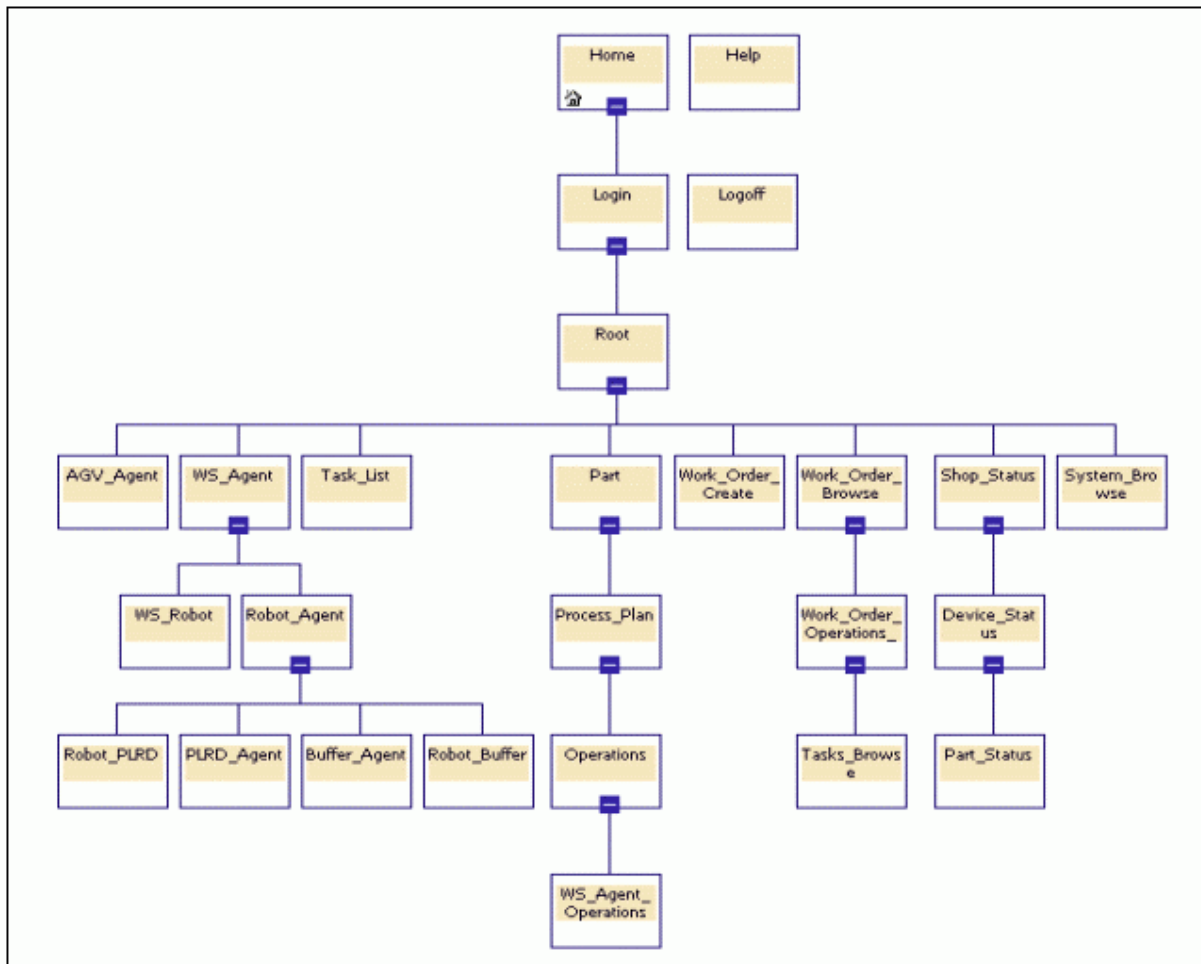 Home
Help
Login
Logoff
Root
AGV_Agent
WS_Agent
Task_List
Part
Work_Order_
Create
Work_Order_
Browse
Shop_Status
System_Bro
wse
WS_Robot
Robot_Agent
Process_Plan
Work_Order_
Operations_
Device_Stat
us
Robot_PLRD
PLRD_Agent
Buffer_Agent
Robot_Buffer
Operations
Tasks_Brows
e
Part_Status
WS_Agent_
Operations